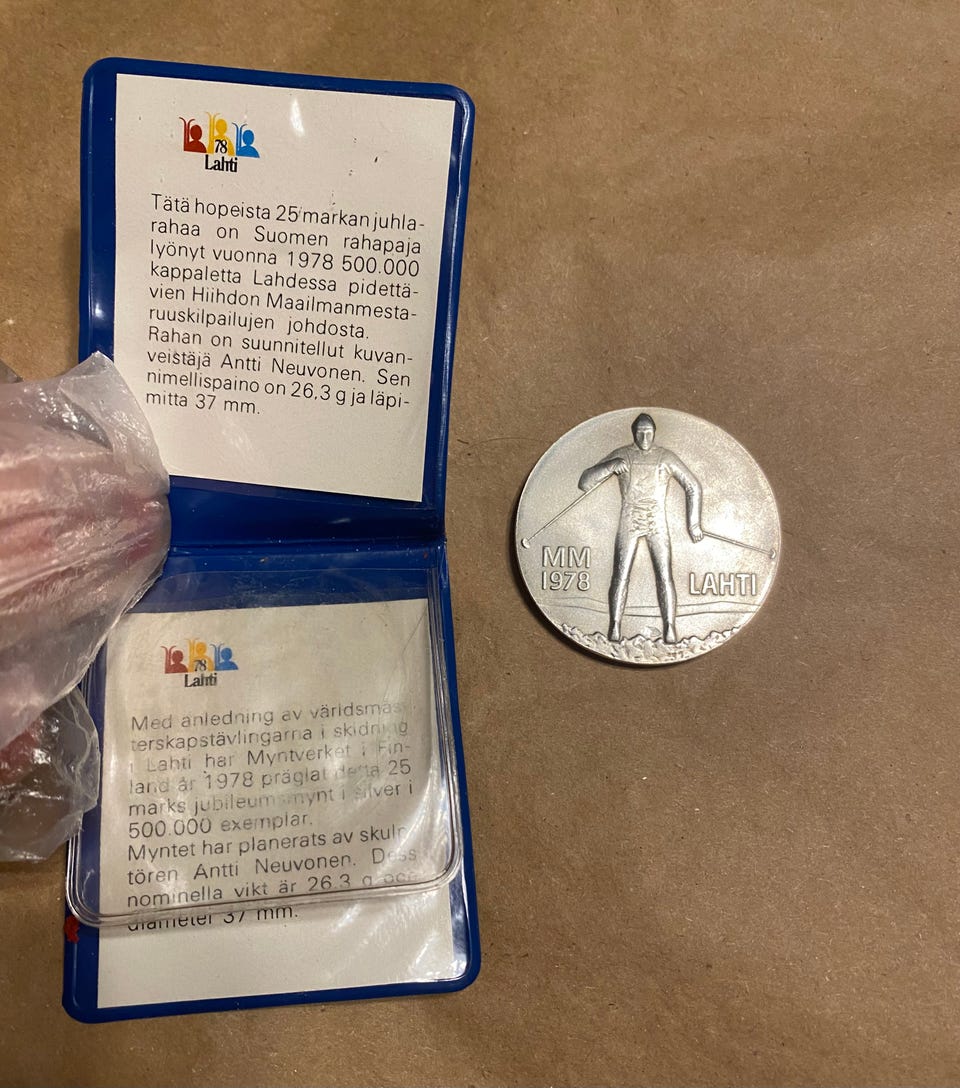 78
Lahti
Tätä hopeista 25 markan juhla-
rahaa on Suomen rahapaja
lyönyt vuonna 1978 500.000
kappaletta Lahdessa pidettä-
vien Hiihdon Maailmanmesta-
ruuskilpailujen johdosta.
Rahan on suunnitellut kuvan-
veistäjä Antti Neuvonen. Sen
nimellispaino on 26,3 g ja läpi-
mitta 37 mm.
MM
1978
LAHTI
78
Lahti
Med anledning av världsmäs-
terskapstävlingarna i skidning
i Lahti har Myntverket i Fin-
land år 1978 präglat detta 25
marks jubileumsmynt i silver i
500.000 exemplar.
Myntet har planerats av skulp-
tören Antti Neuvonen. Dess
nominella vikt är 26,3 g och
diameter 37 mm.